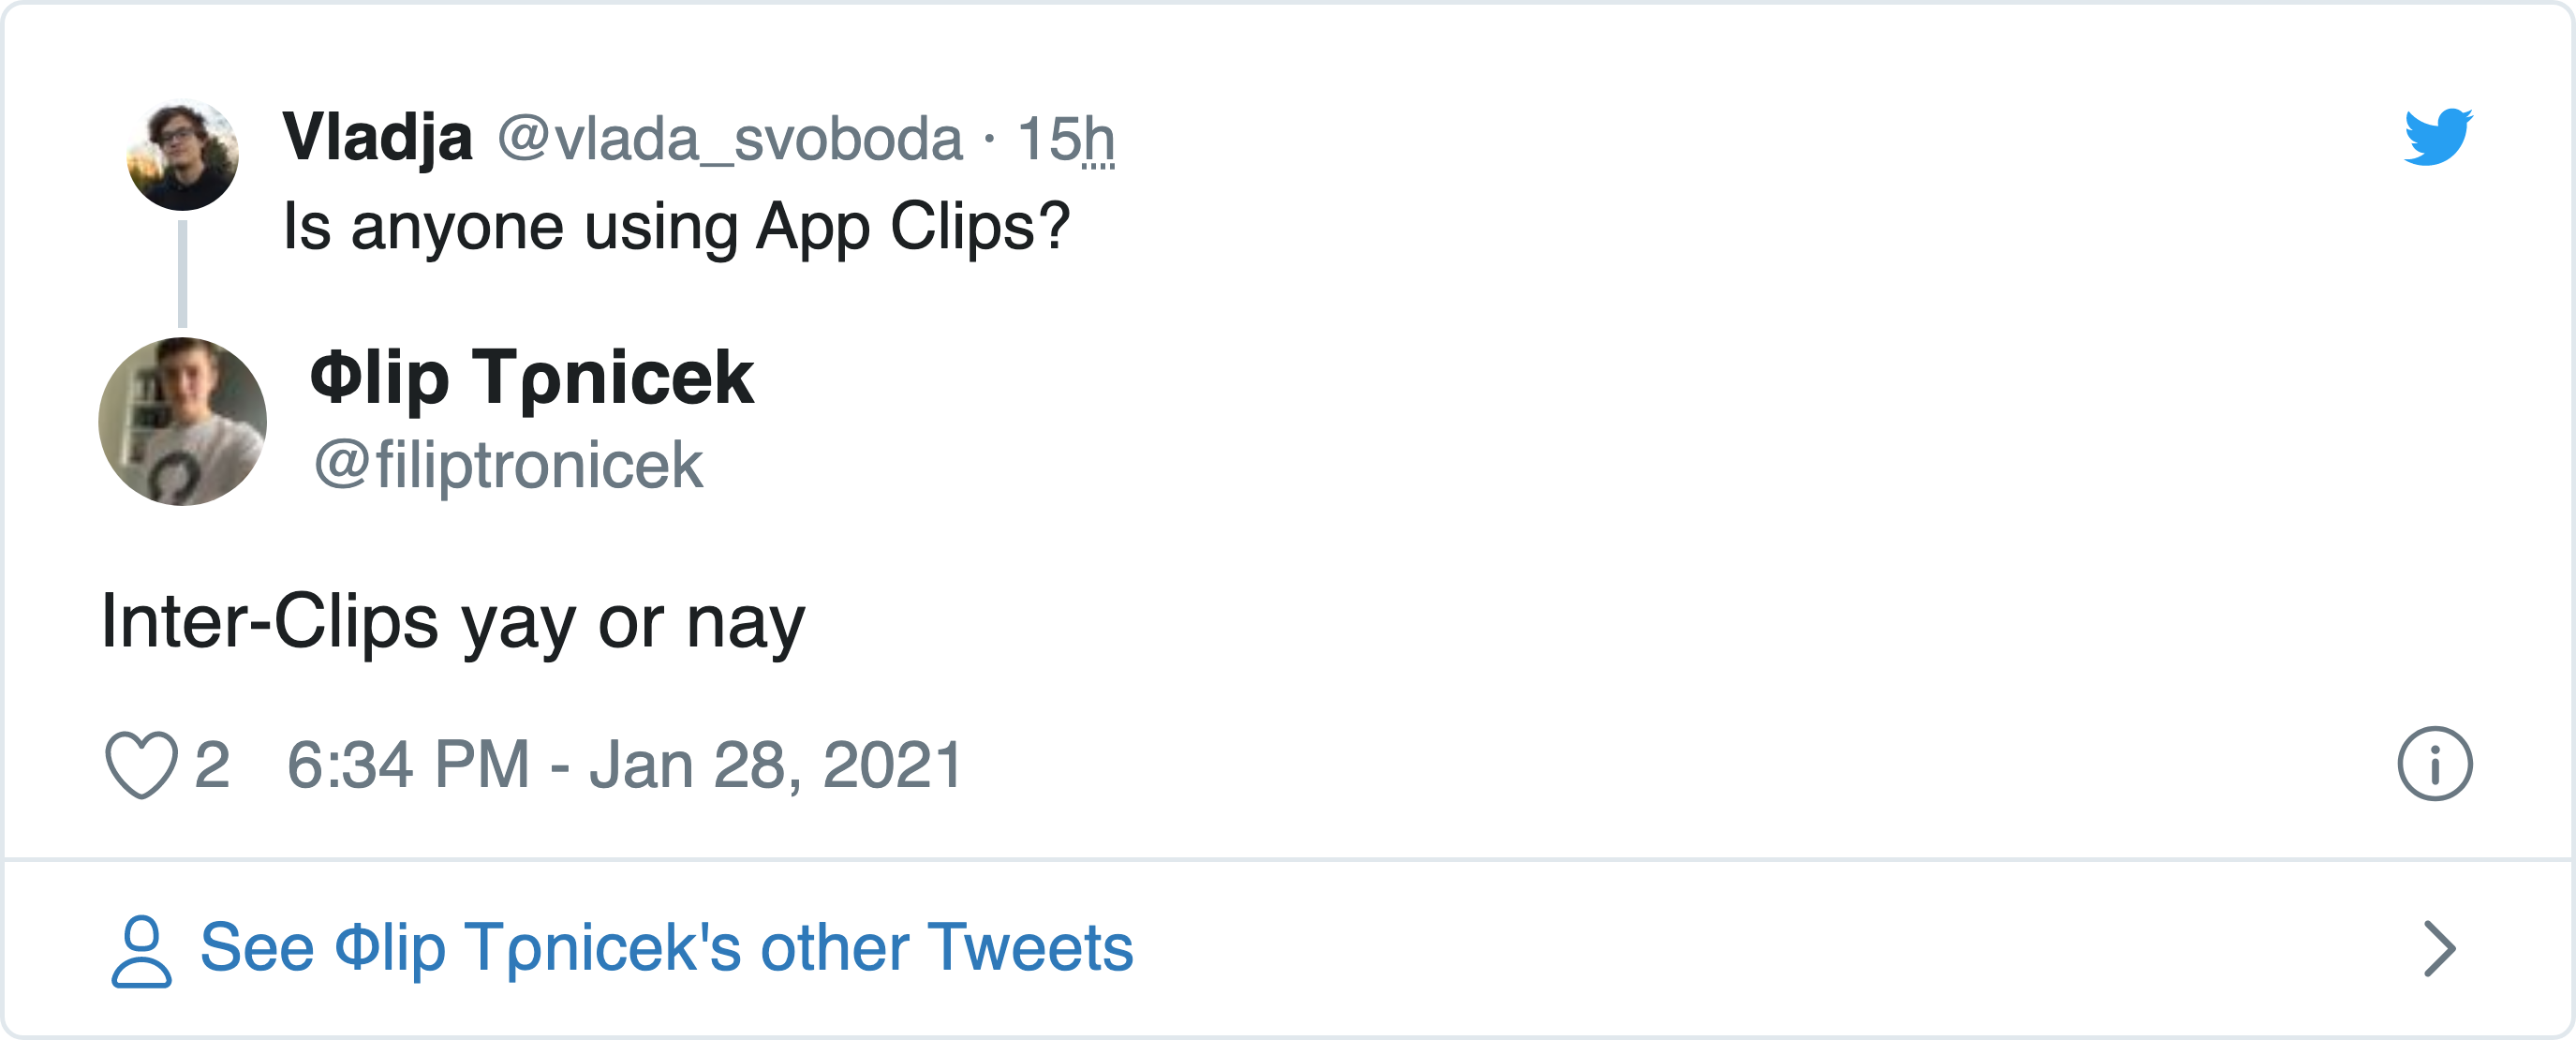 Vladja @vlada_svoboda · 15h
Is anyone using App Clips?
Φlip Tρnicek
@filiptronicek
Inter-Clips yay or nay
2 6:34 PM - Jan 28, 2021
See Φlip Tρnicek's other Tweets